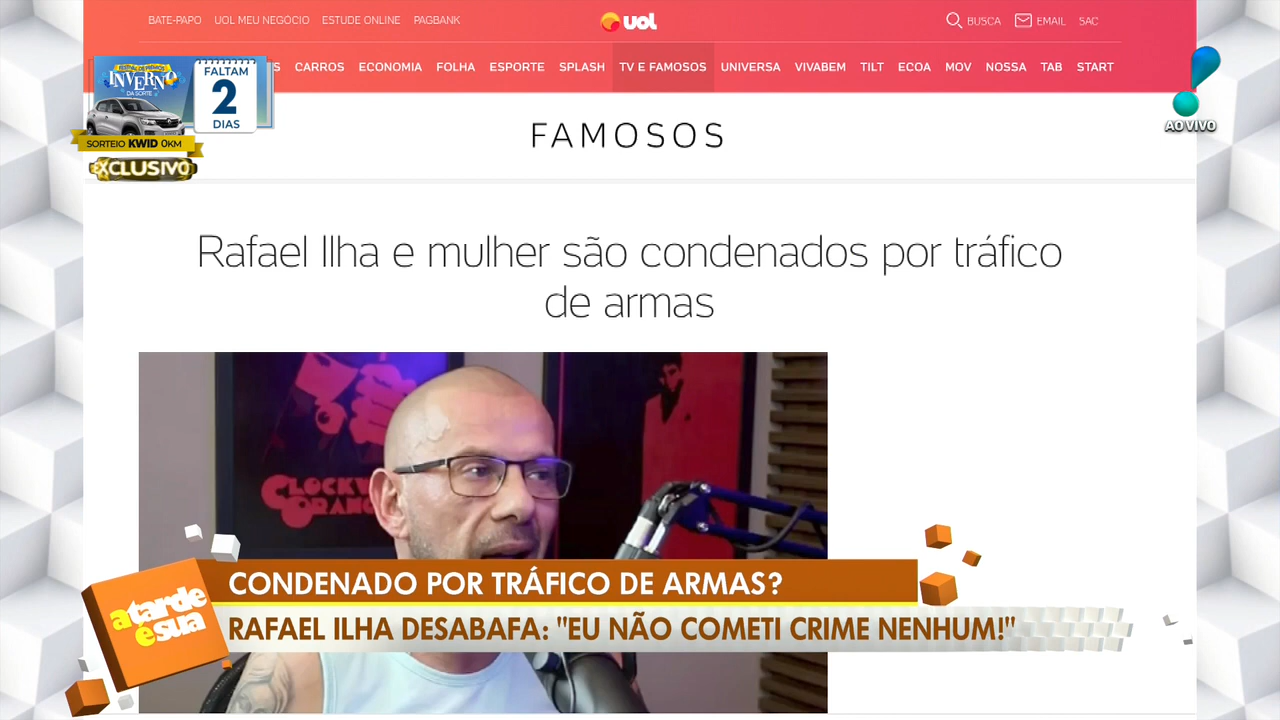 BATE-PAPO UOL MEU NEGÓCIO ESTUDE ONLINE PAGBANK
uol
BUSCA EMAIL SAC
S CARROS ECONOMIA FOLHA ESPORTE SPLASH TV E FAMOSOS UNIVERSA VIVABEM TILT ECOA MOV NOSSA TAB START
INVERNO
DA SORTE
FALTAM
2
DIAS
SORTEIO KWID 0KM
EXCLUSIVO
AO VIVO
FAMOSOS
Rafael Ilha e mulher são condenados por tráfico
de armas
CLOCKW
ORANG
CONDENADO POR TRÁFICO DE ARMAS?
RAFAEL ILHA DESABAFA: "EU NÃO COMETI CRIME NENHUM!"
a tarde
é sua